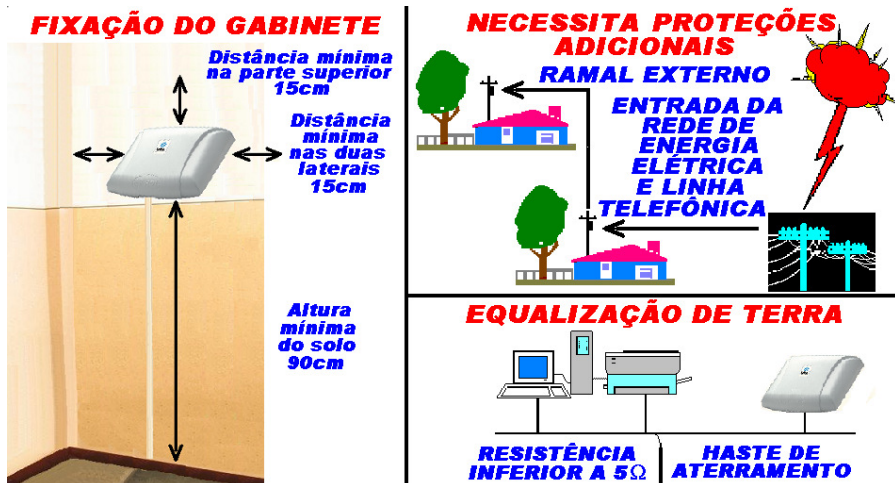 FIXAÇÃO DO GABINETE
Distância mínima
na parte superior
15cm
Distância
mínima
nas duas
laterais
15cm
Altura
mínima
do solo
90cm
NECESSITA PROTEÇÕES
ADICIONAIS
RAMAL EXTERNO
ENTRADA DA
REDE DE
ENERGIA
ELÉTRICA
E LINHA
TELEFÔNICA
EQUALIZAÇÃO DE TERRA
RESISTÊNCIA
INFERIOR A 5Ω
HASTE DE
ATERRAMENTO